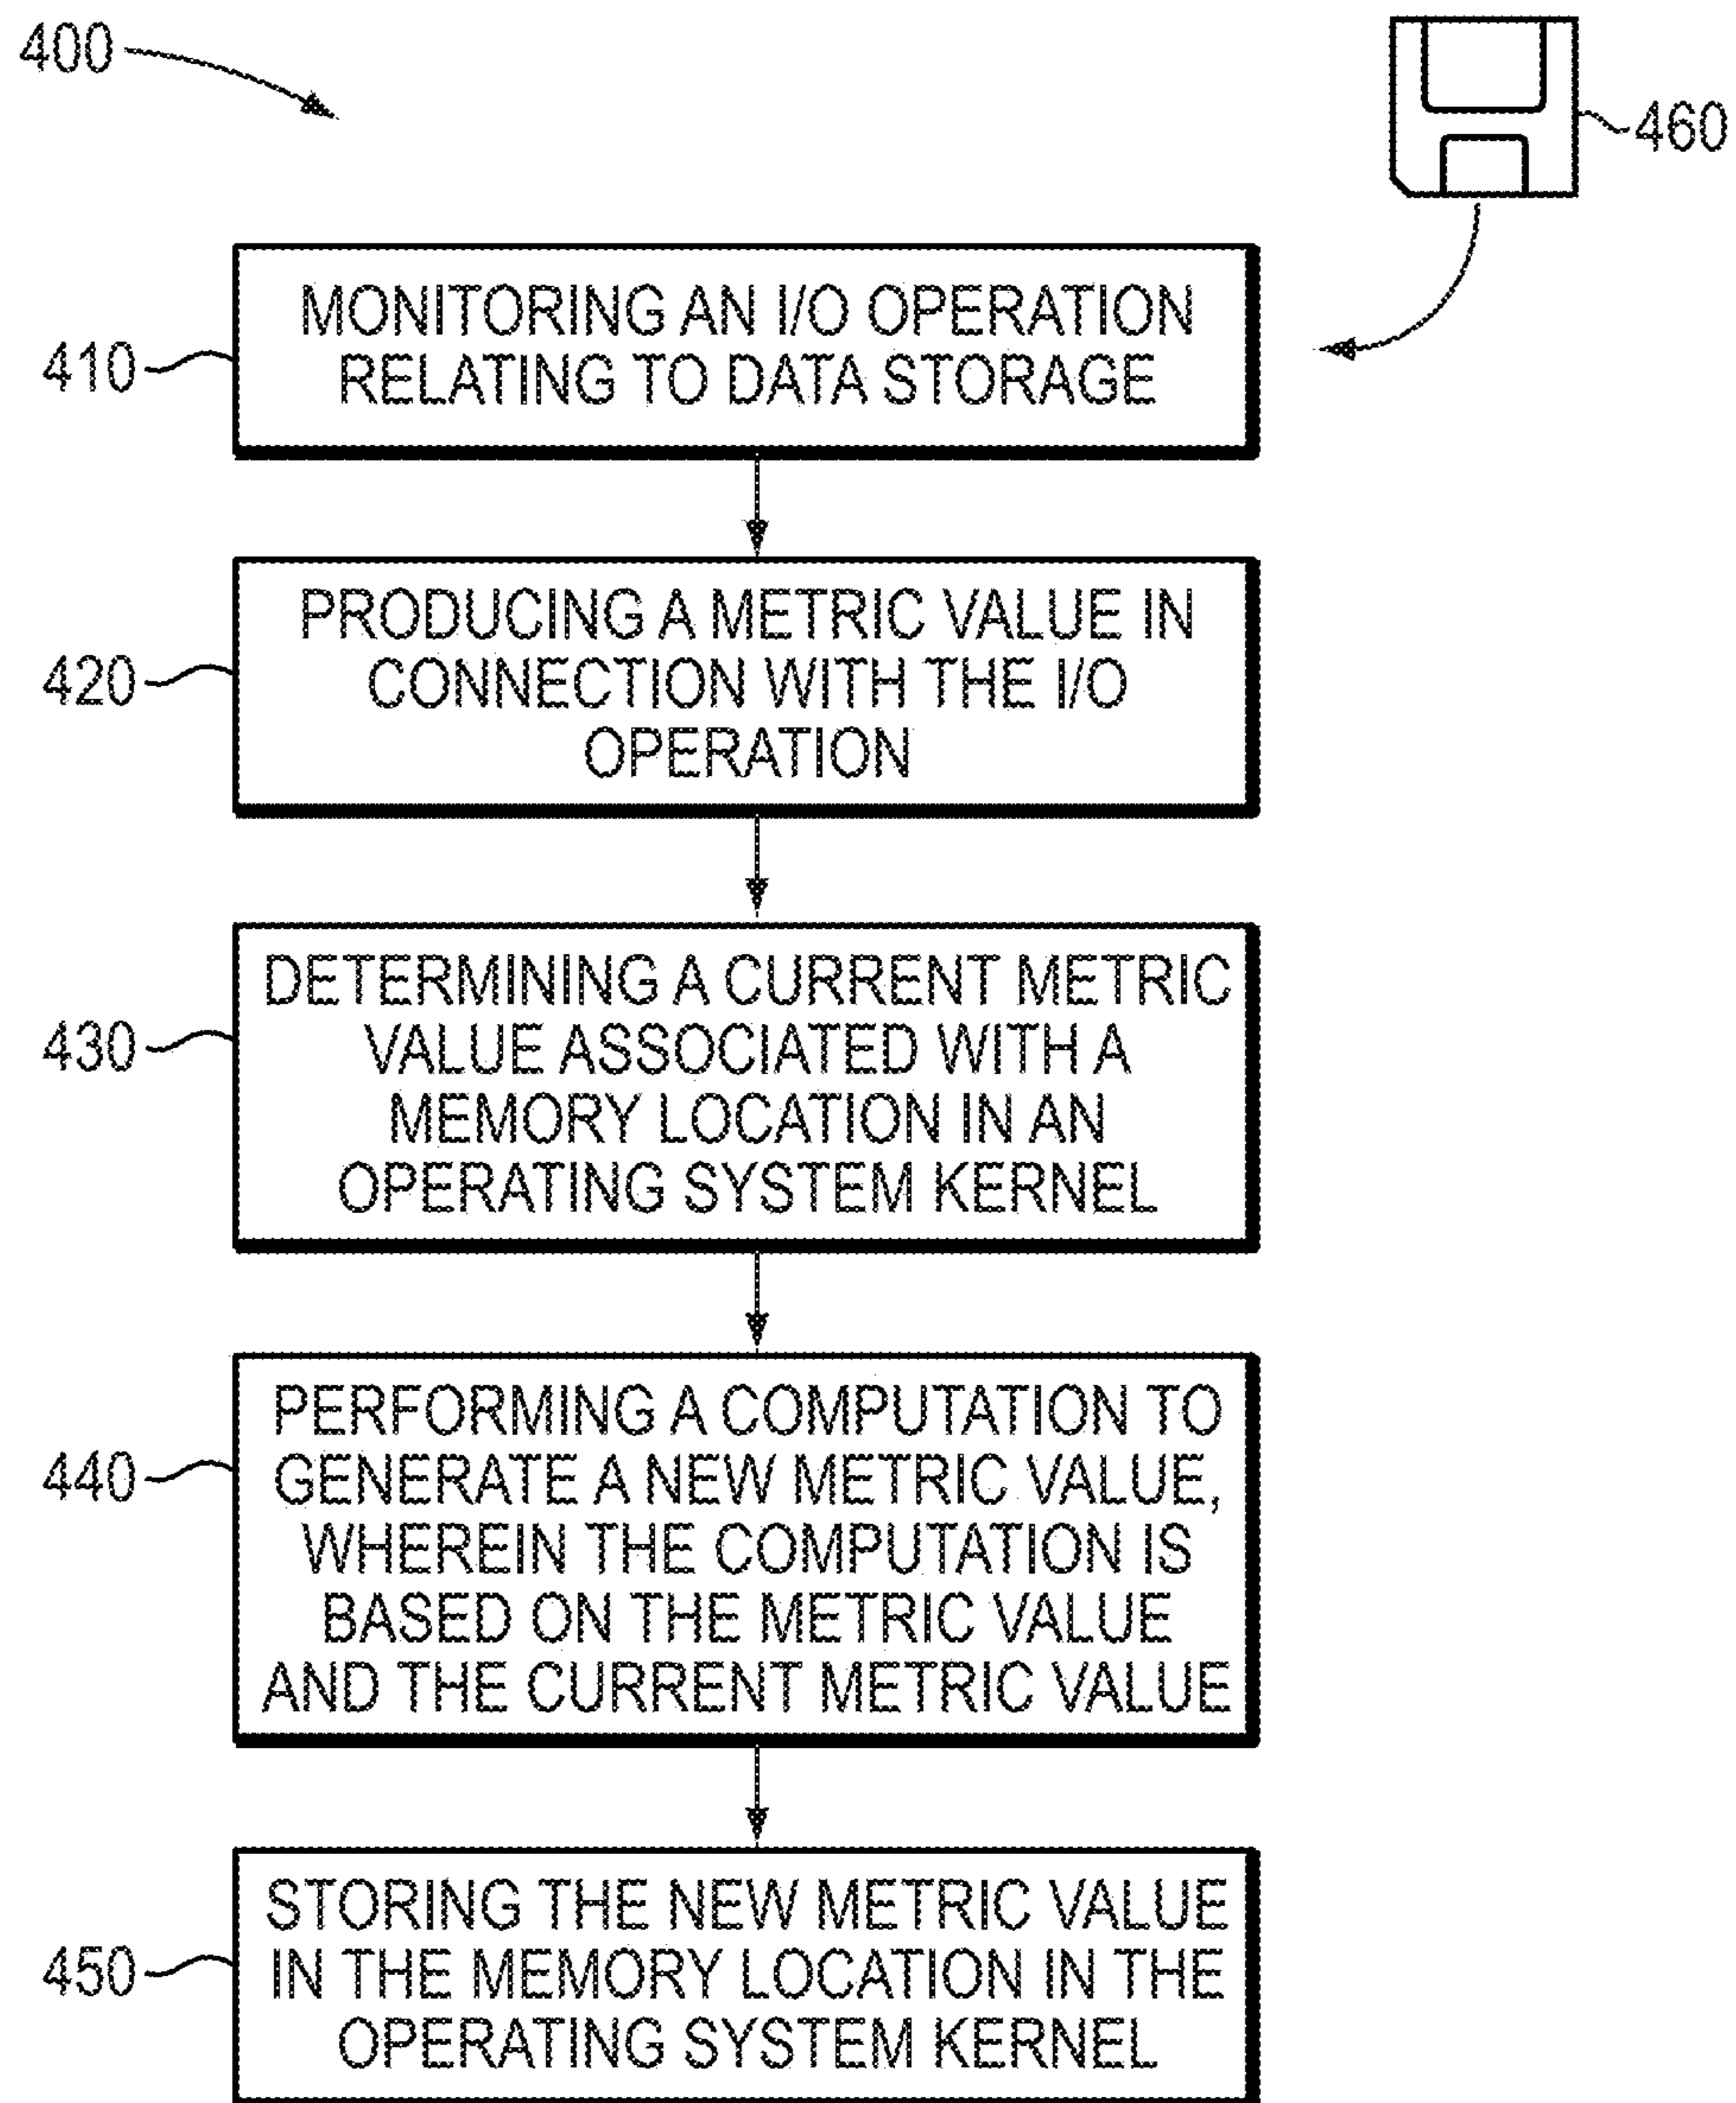 400
460
410
MONITORING AN I/O OPERATION
RELATING TO DATA STORAGE
420
PRODUCING A METRIC VALUE IN
CONNECTION WITH THE I/O
OPERATION
430
DETERMINING A CURRENT METRIC
VALUE ASSOCIATED WITH A
MEMORY LOCATION IN AN
OPERATING SYSTEM KERNEL
440
PERFORMING A COMPUTATION TO
GENERATE A NEW METRIC VALUE,
WHEREIN THE COMPUTATION IS
BASED ON THE METRIC VALUE
AND THE CURRENT METRIC VALUE
450
STORING THE NEW METRIC VALUE
IN THE MEMORY LOCATION IN THE
OPERATING SYSTEM KERNEL